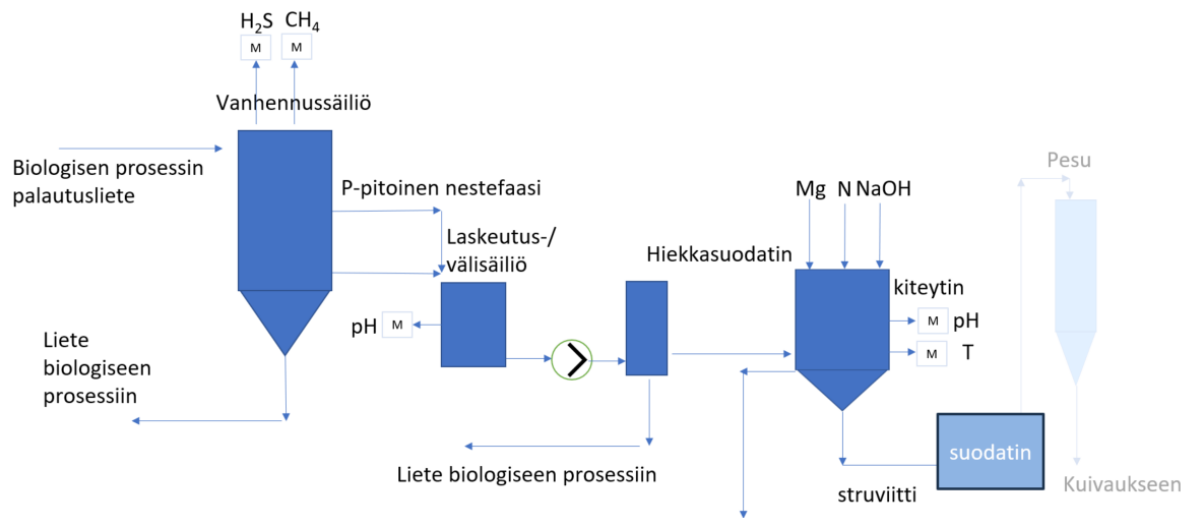 H₂S CH₄
M M
Vanhennussäiliö
Biologisen prosessin
palautusliete
P-pitoinen nestefaasi
Laskeutus-/
välisäiliö
pH M
Liete
biologiseen
prosessiin
Liete biologiseen prosessiin
Hiekkasuodatin
Mg N NaOH
kiteytin
M pH
M T
struviitti
suodatin
Pesu
Kuivaukseen